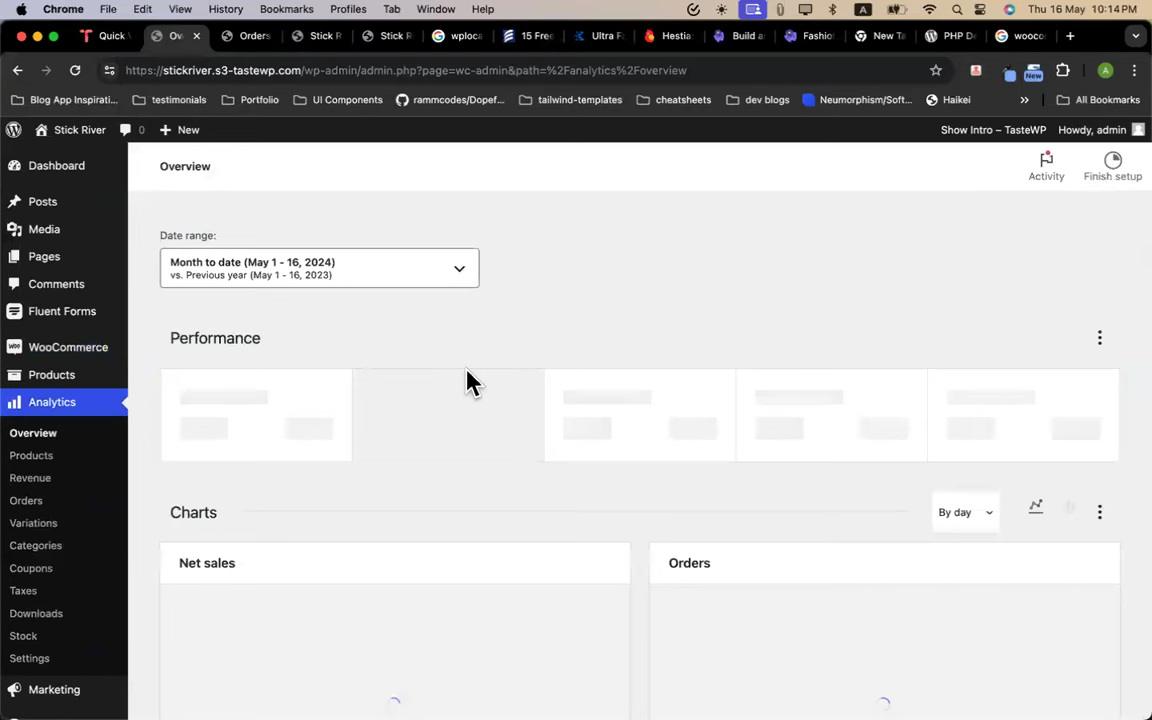 Chrome File Edit View History Bookmarks Profiles Tab Window Help A Thu 16 May 10:14 PM
Quick Ov Orders Stick R Stick R wploca 15 Free Ultra F Hestia Build a Fashio New Ta PHP De wooco
https://stickriver.s3-tastewp.com/wp-admin/admin.php?page=wc-admin&path=%2Fanalytics%2Foverview New A
Blog App Inspirati... testimonials Portfolio UI Components rammcodes/Dopef... tailwind-templates cheatsheets dev blogs Neumorphism/Soft... Haikei » All Bookmarks
Stick River 0 New Show Intro – TasteWP Howdy, admin
Dashboard
Posts
Media
Pages
Comments
Fluent Forms
WooCommerce
Products
Analytics
Overview
Products
Revenue
Orders
Variations
Categories
Coupons
Taxes
Downloads
Stock
Settings
Marketing
Overview
Activity
Finish setup
Date range:
Month to date (May 1 - 16, 2024)
vs. Previous year (May 1 - 16, 2023)
Performance
Charts
By day
Net sales
Orders